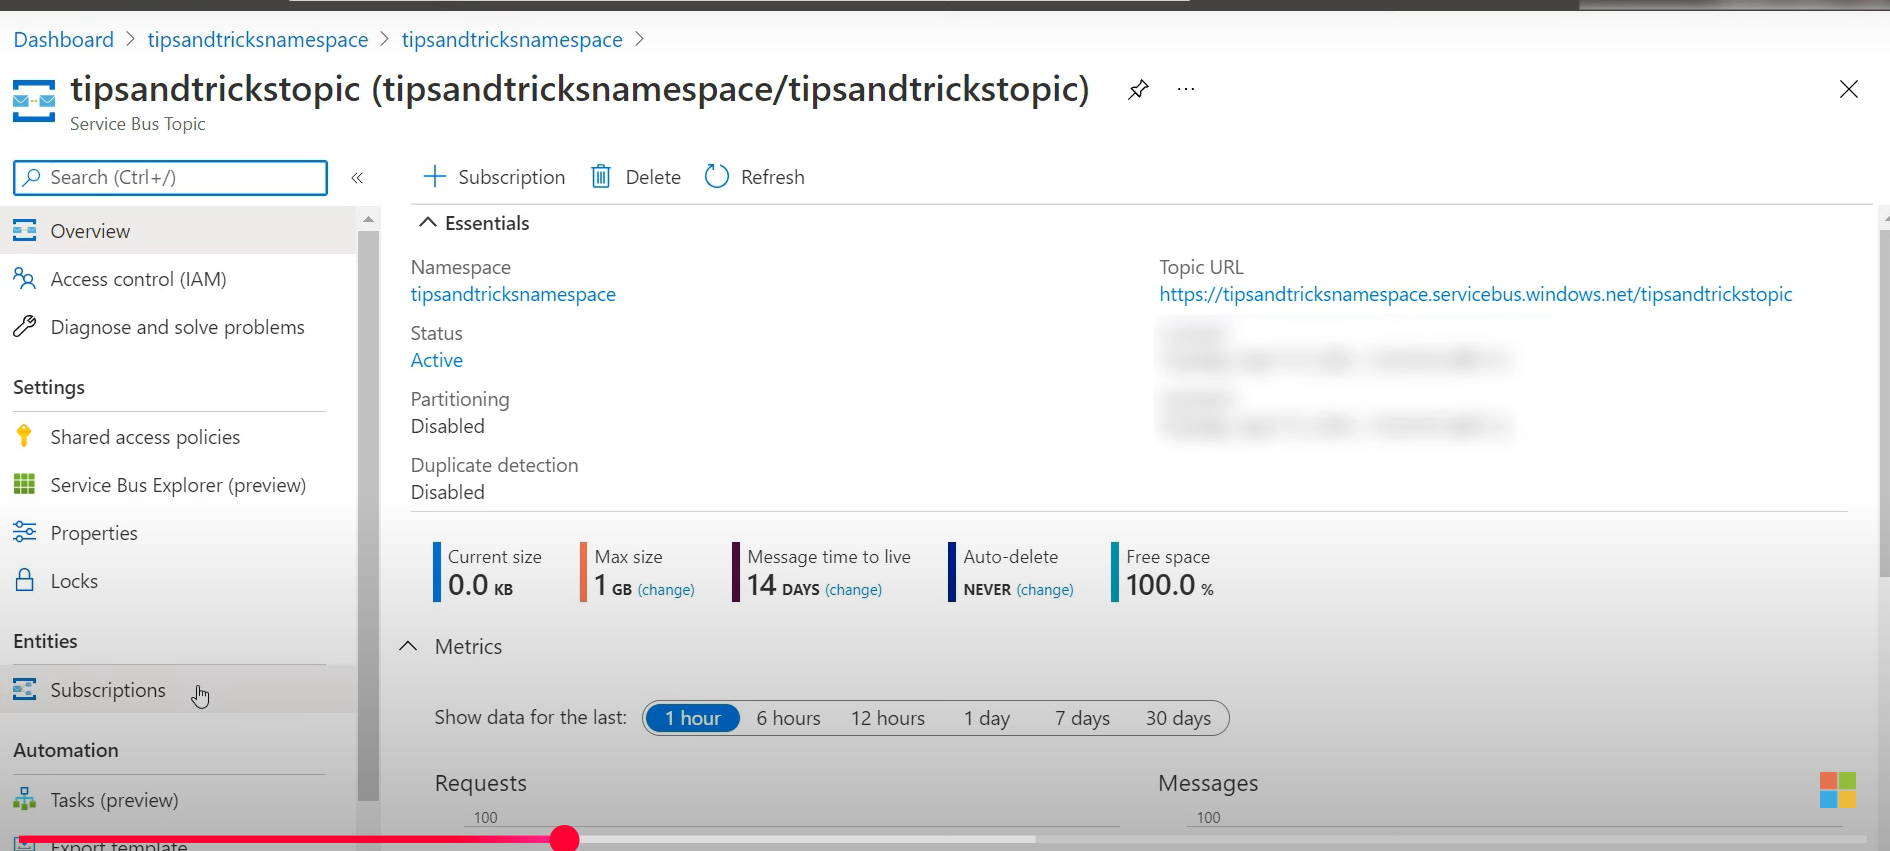 Dashboard > tipsandtricksnamespace > tipsandtricksnamespace >
tipsandtrickstopic (tipsandtricksnamespace/tipsandtrickstopic) ...
Service Bus Topic
Search (Ctrl+/) «
Overview
Access control (IAM)
Diagnose and solve problems
Settings
Shared access policies
Service Bus Explorer (preview)
Properties
Locks
Entities
Subscriptions
Automation
Tasks (preview)
Export template
Subscription Delete Refresh
Essentials
Namespace
tipsandtricksnamespace
Status
Active
Partitioning
Disabled
Duplicate detection
Disabled
Topic URL
https://tipsandtricksnamespace.servicebus.windows.net/tipsandtrickstopic
Current size
0.0 KB
Max size
1 GB (change)
Message time to live
14 DAYS (change)
Auto-delete
NEVER (change)
Free space
100.0 %
Metrics
Show data for the last: 1 hour 6 hours 12 hours 1 day 7 days 30 days
Requests
100
Messages
100